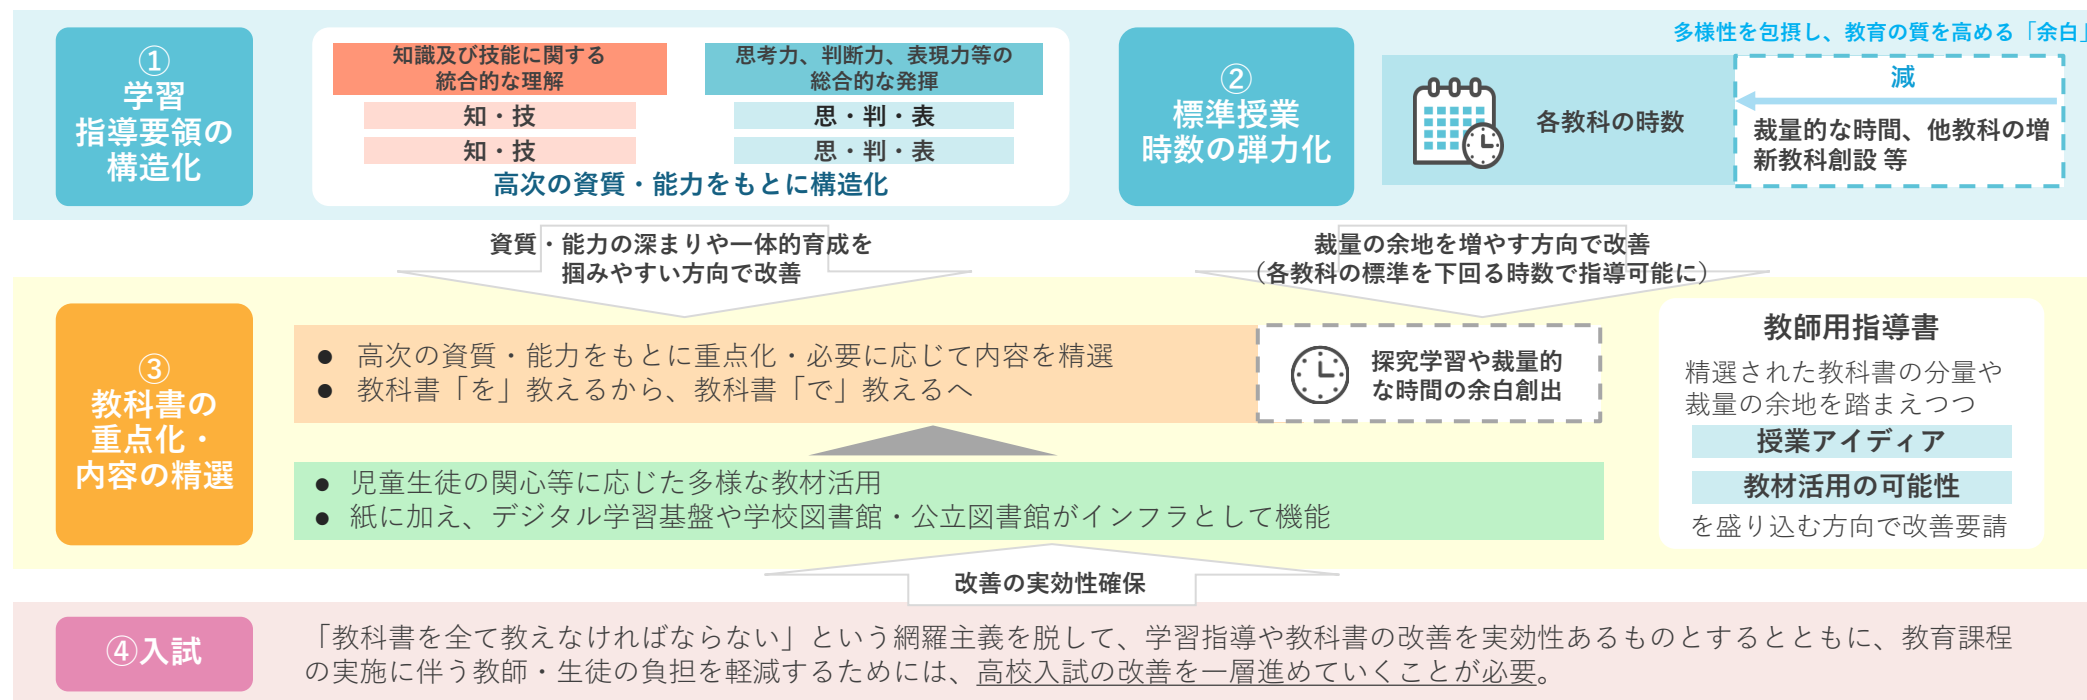 ①
学習
指導要領の
構造化
知識及び技能に関する
統合的な理解
知・技
知・技
思考力、判断力、表現力等の
総合的な発揮
思・判・表
思・判・表
高次の資質・能力をもとに構造化
②
標準授業
時数の弾力化
多様性を包摂し、教育の質を高める「余白」
各教科の時数
減
裁量的な時間、他教科の増
新教科創設 等
資質・能力の深まりや一体的育成を
掴みやすい方向で改善
裁量の余地を増やす方向で改善
（各教科の標準を下回る時数で指導可能に）
③
教科書の
重点化・
内容の精選
● 高次の資質・能力をもとに重点化・必要に応じて内容を精選
● 教科書「を」教えるから、教科書「で」教えるへ
探究学習や裁量的
な時間の余白創出
● 児童生徒の関心等に応じた多様な教材活用
● 紙に加え、デジタル学習基盤や学校図書館・公立図書館がインフラとして機能
教師用指導書
精選された教科書の分量や
裁量の余地を踏まえつつ
授業アイディア
教材活用の可能性
を盛り込む方向で改善要請
改善の実効性確保
④入試
「教科書を全て教えなければならない」という網羅主義を脱して、学習指導や教科書の改善を実効性あるものとするとともに、教育課程
の実施に伴う教師・生徒の負担を軽減するためには、高校入試の改善を一層進めていくことが必要。